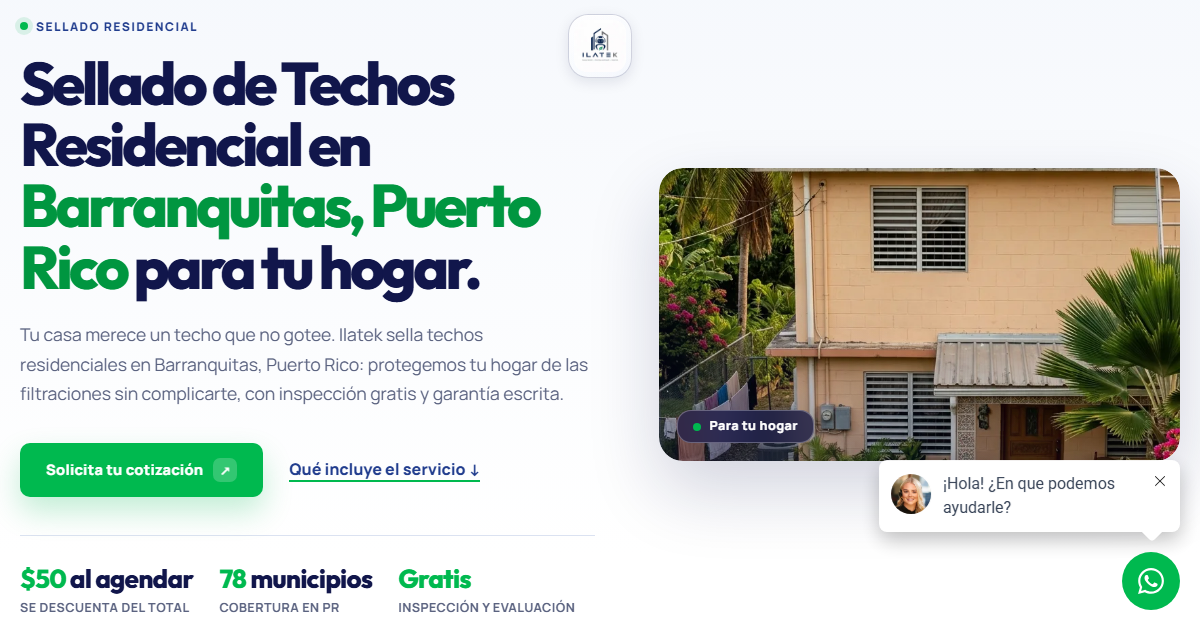 SELLADO RESIDENCIAL
ILATEK
Sellado de Techos
Residencial en
Barranquitas, Puerto
Rico para tu hogar.
Tu casa merece un techo que no gotee. Ilatek sella techos
residenciales en Barranquitas, Puerto Rico: protegemos tu hogar de las
filtraciones sin complicarte, con inspección gratis y garantía escrita.
Solicita tu cotización ↗
Qué incluye el servicio ↓
Para tu hogar
¡Hola! ¿En que podemos
ayudarle?
$50 al agendar
SE DESCUENTA DEL TOTAL
78 municipios
COBERTURA EN PR
Gratis
INSPECCIÓN Y EVALUACIÓN